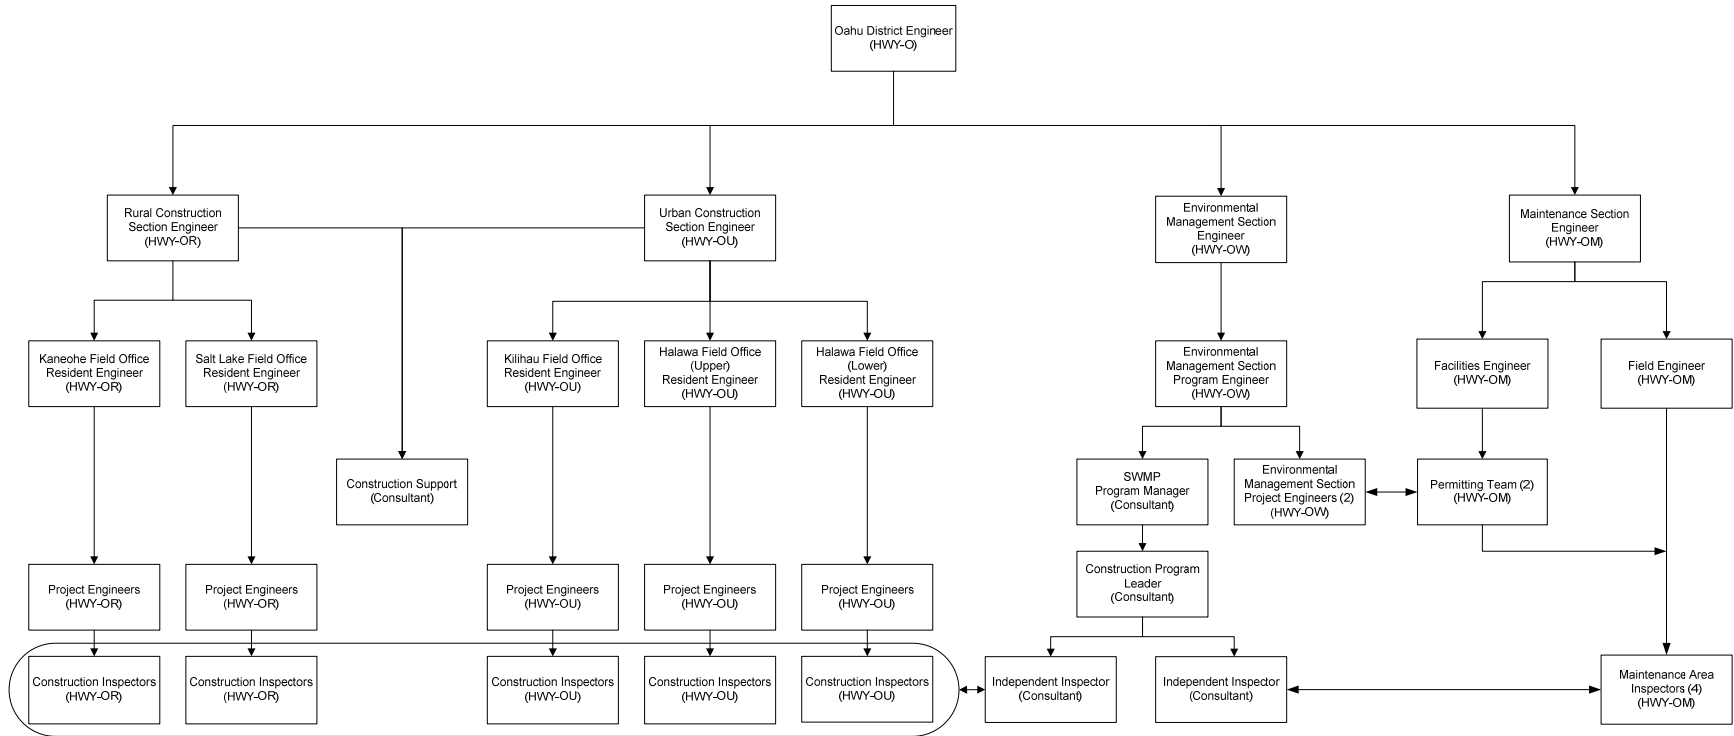 Oahu District Engineer
(HWY-O)
Rural Construction
Section Engineer
(HWY-OR)
Urban Construction
Section Engineer
(HWY-OU)
Environmental
Management Section
Engineer
(HWY-OW)
Maintenance Section
Engineer
(HWY-OM)
Kaneohe Field Office
Resident Engineer
(HWY-OR)
Salt Lake Field Office
Resident Engineer
(HWY-OR)
Kilihau Field Office
Resident Engineer
(HWY-OU)
Halawa Field Office
(Upper)
Resident Engineer
(HWY-OU)
Halawa Field Office
(Lower)
Resident Engineer
(HWY-OU)
Environmental
Management Section
Program Engineer
(HWY-OW)
Facilities Engineer
(HWY-OM)
Field Engineer
(HWY-OM)
Construction Support
(Consultant)
SWMP
Program Manager
(Consultant)
Environmental
Management Section
Project Engineers (2)
(HWY-OW)
Permitting Team (2)
(HWY-OM)
Project Engineers
(HWY-OR)
Project Engineers
(HWY-OR)
Project Engineers
(HWY-OU)
Project Engineers
(HWY-OU)
Project Engineers
(HWY-OU)
Construction Program
Leader
(Consultant)
Construction Inspectors
(HWY-OR)
Construction Inspectors
(HWY-OR)
Construction Inspectors
(HWY-OU)
Construction Inspectors
(HWY-OU)
Construction Inspectors
(HWY-OU)
Independent Inspector
(Consultant)
Independent Inspector
(Consultant)
Maintenance Area
Inspectors (4)
(HWY-OM)